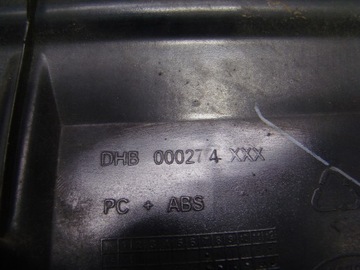 DHB 000274 XXX
PC + ABS